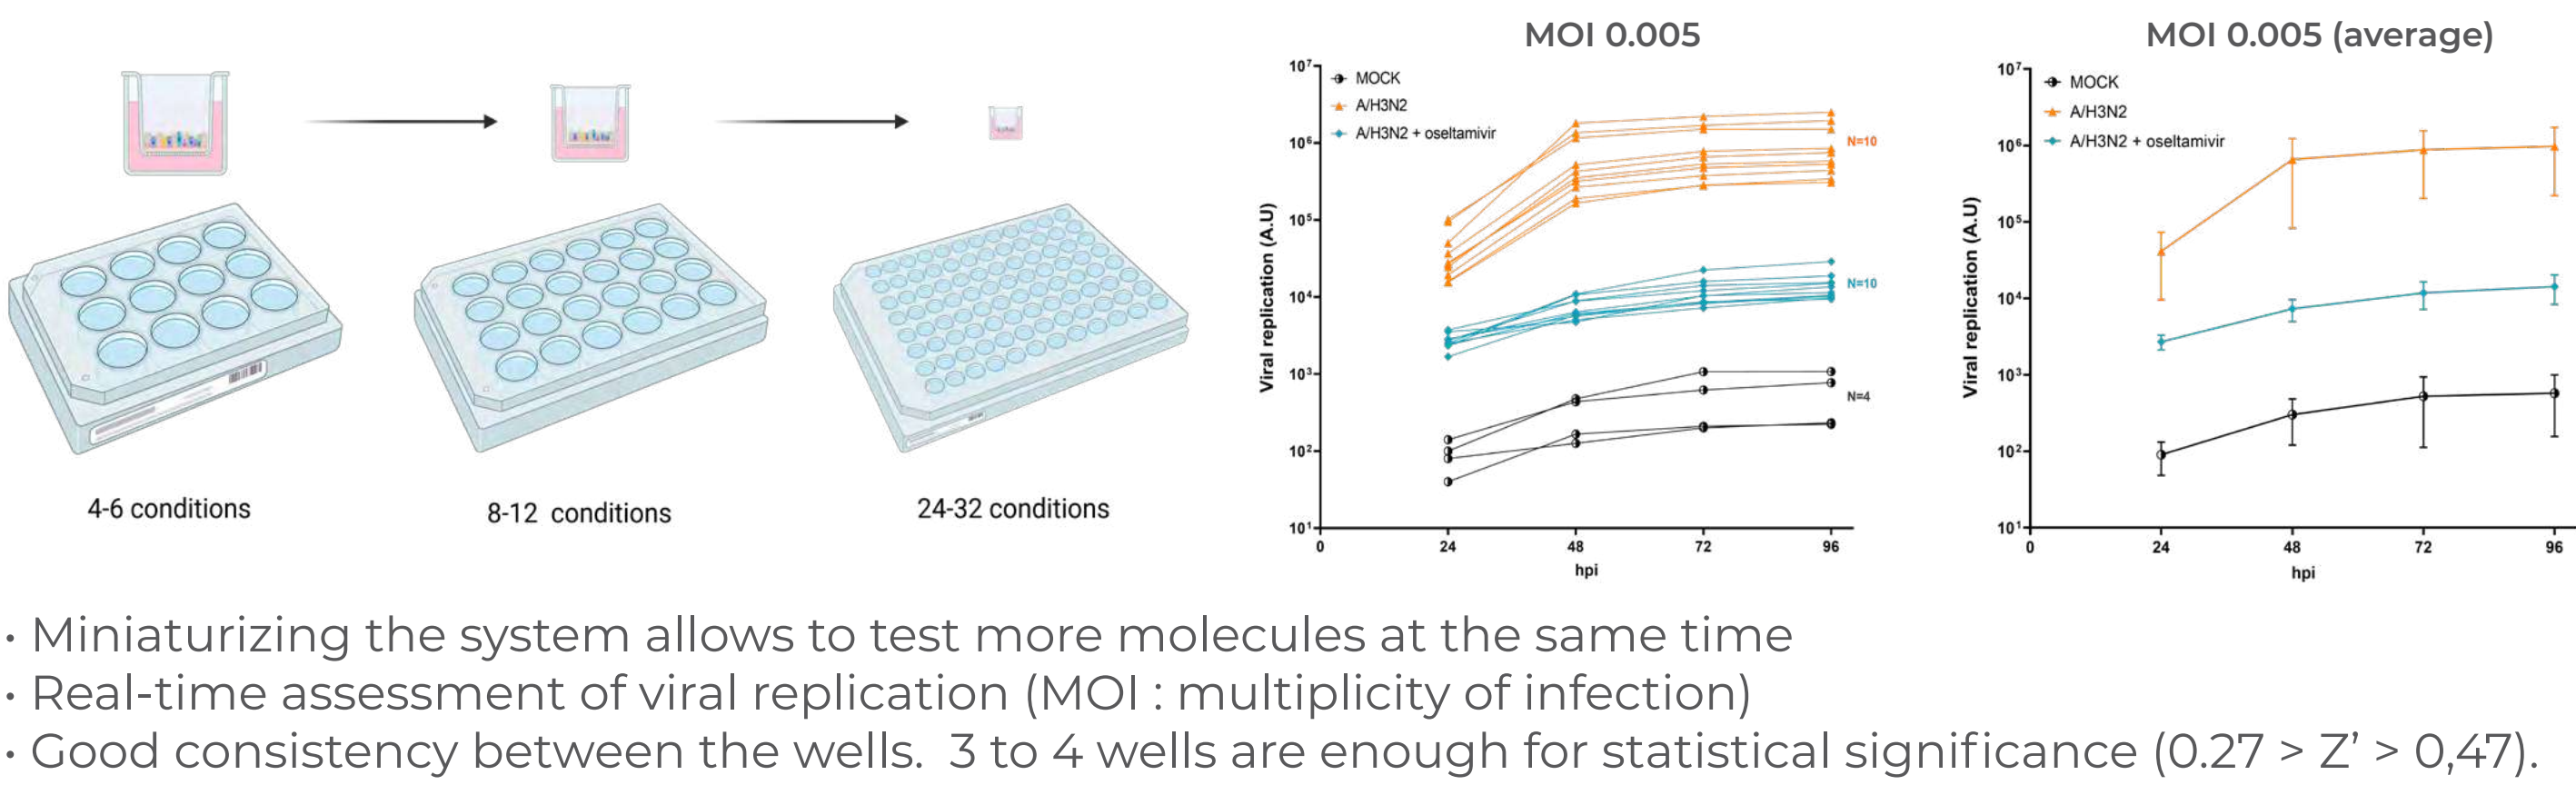 4-6 conditions
8-12 conditions
24-32 conditions
MOI 0.005
MOCK
A/H3N2
A/H3N2 + oseltamivir
Viral replication (A.U)
10⁷
10⁶
10⁵
10⁴
10³
10²
10¹
N=10
N=10
N=4
0
24
48
72
96
hpi
MOI 0.005 (average)
MOCK
A/H3N2
A/H3N2 + oseltamivir
Viral replication (A.U)
10⁷
10⁶
10⁵
10⁴
10³
10²
10¹
0
24
48
72
96
hpi
• Miniaturizing the system allows to test more molecules at the same time
• Real-time assessment of viral replication (MOI : multiplicity of infection)
• Good consistency between the wells. 3 to 4 wells are enough for statistical significance (0.27 > Z’ > 0,47).